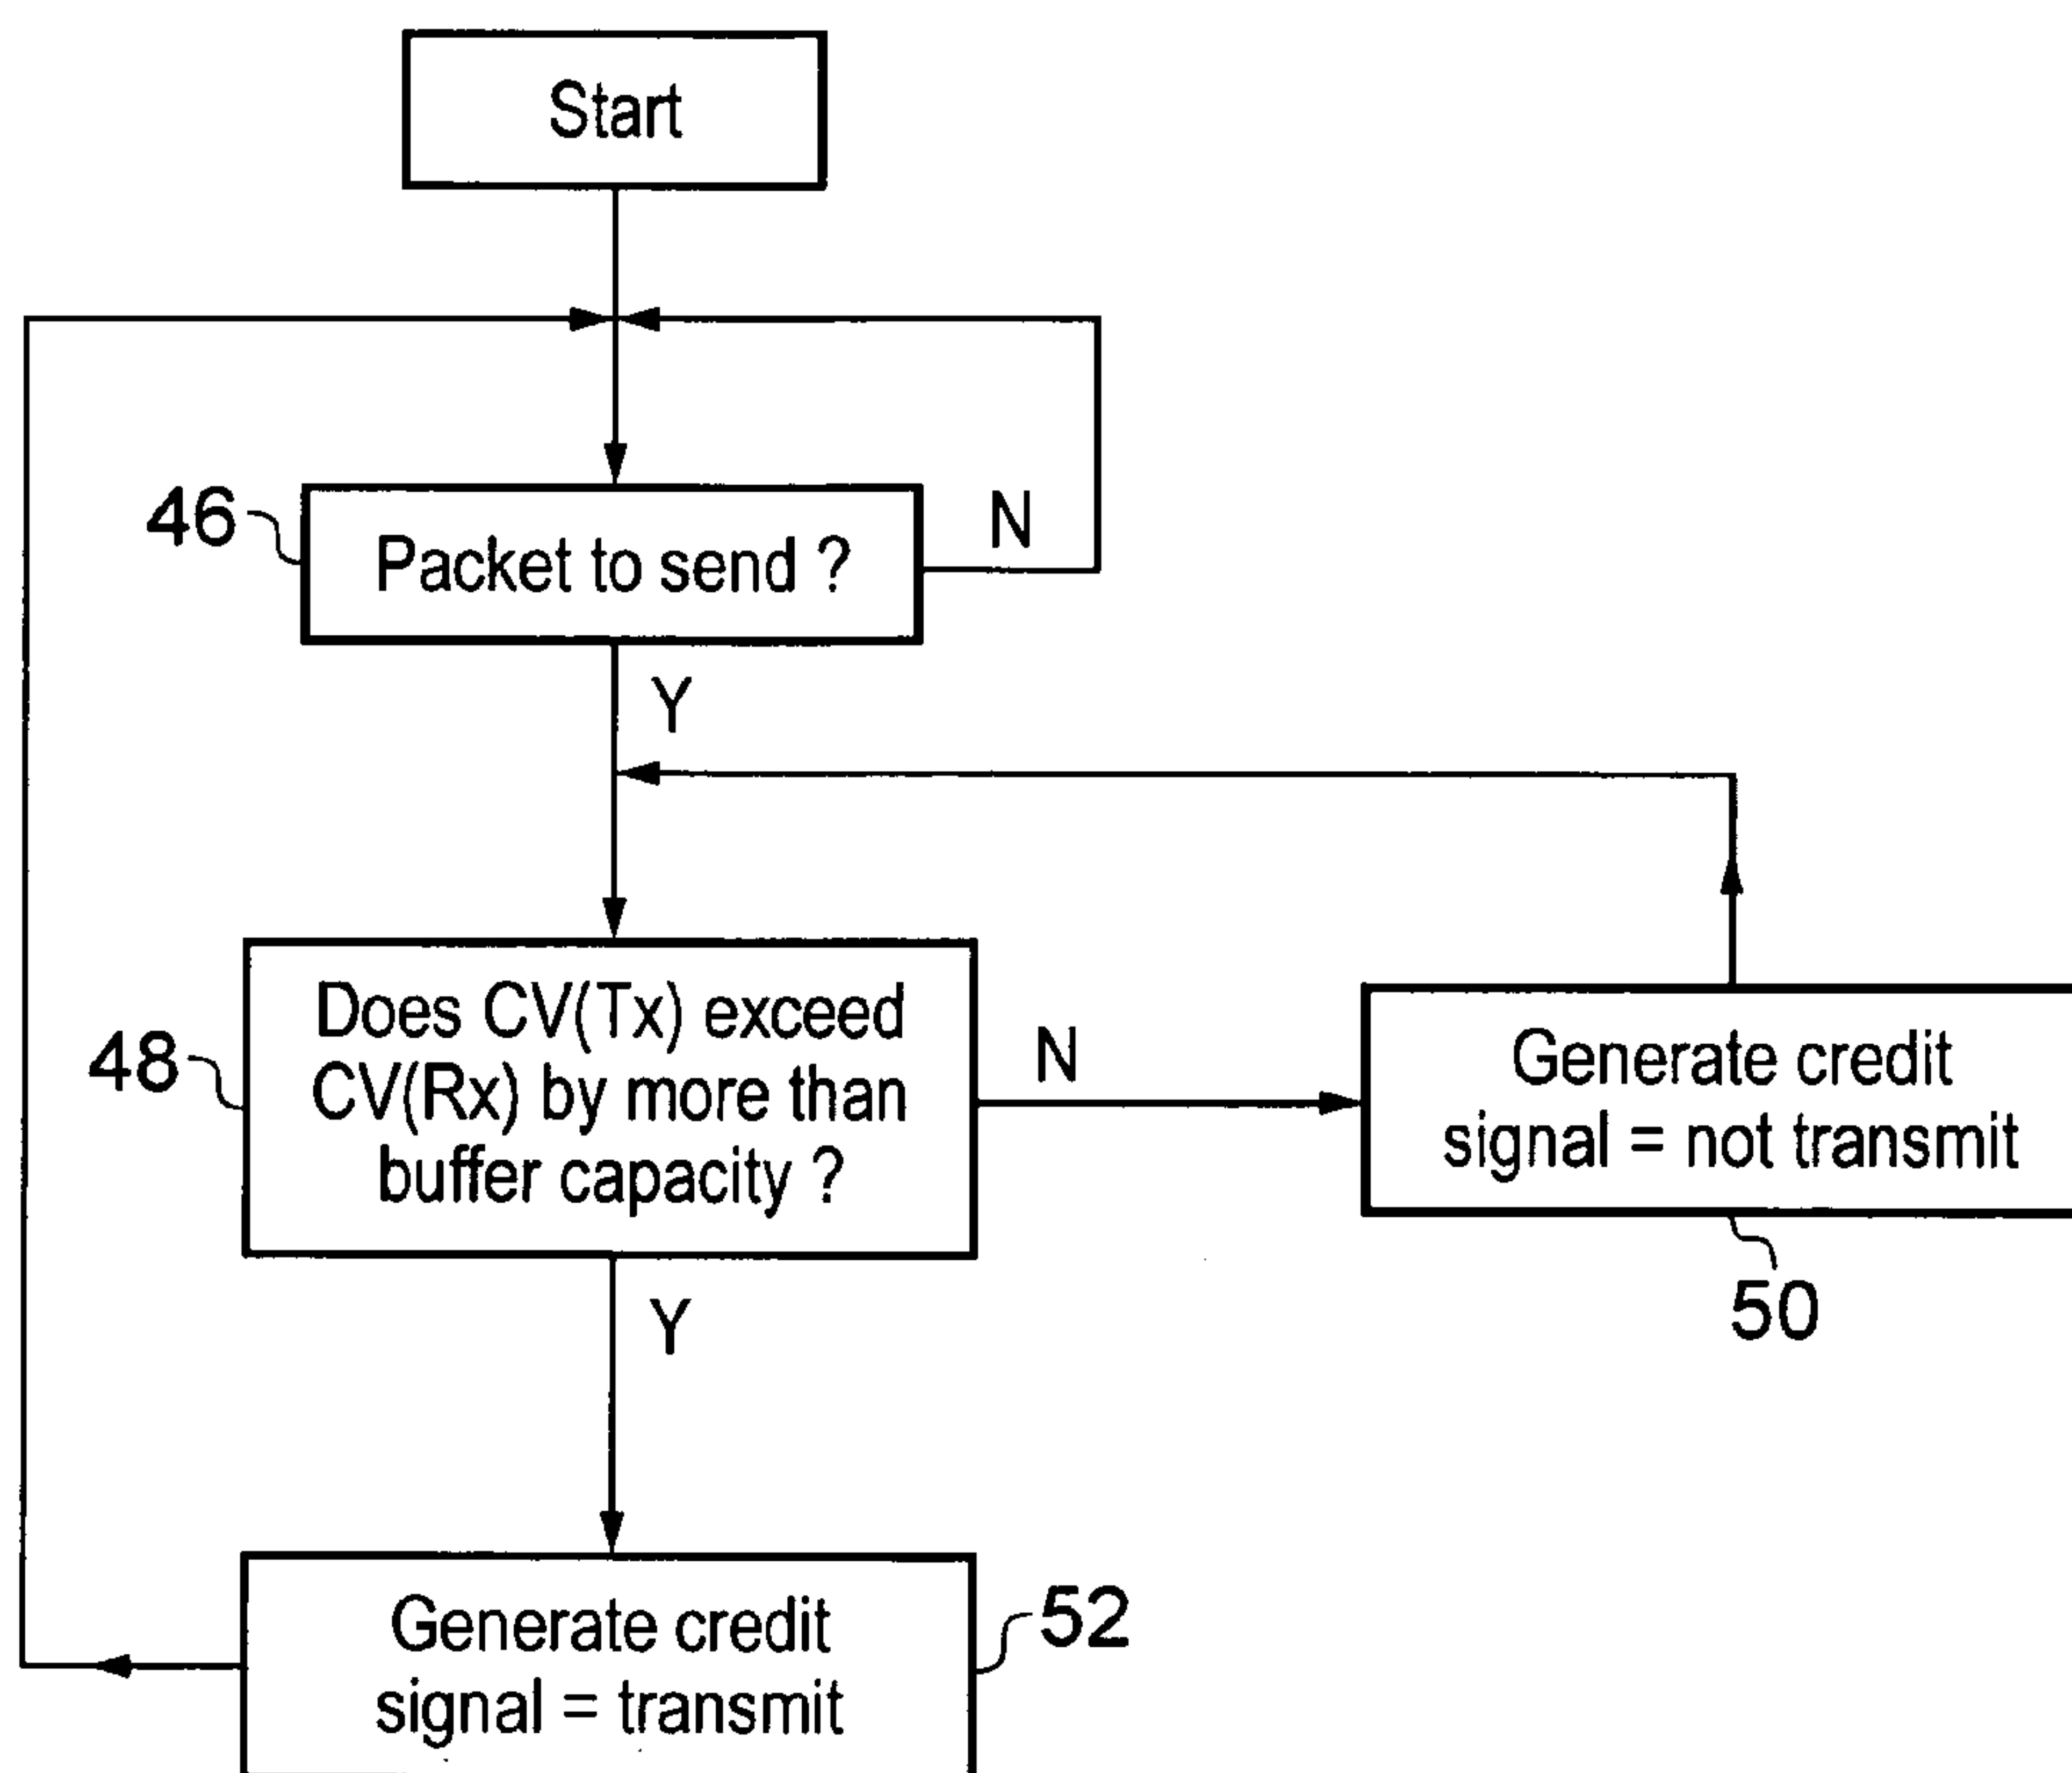 Start
46
Packet to send ?
N
Y
48
Does CV(Tx) exceed
CV(Rx) by more than
buffer capacity ?
N
Generate credit
signal = not transmit
50
Y
Generate credit
signal = transmit
52